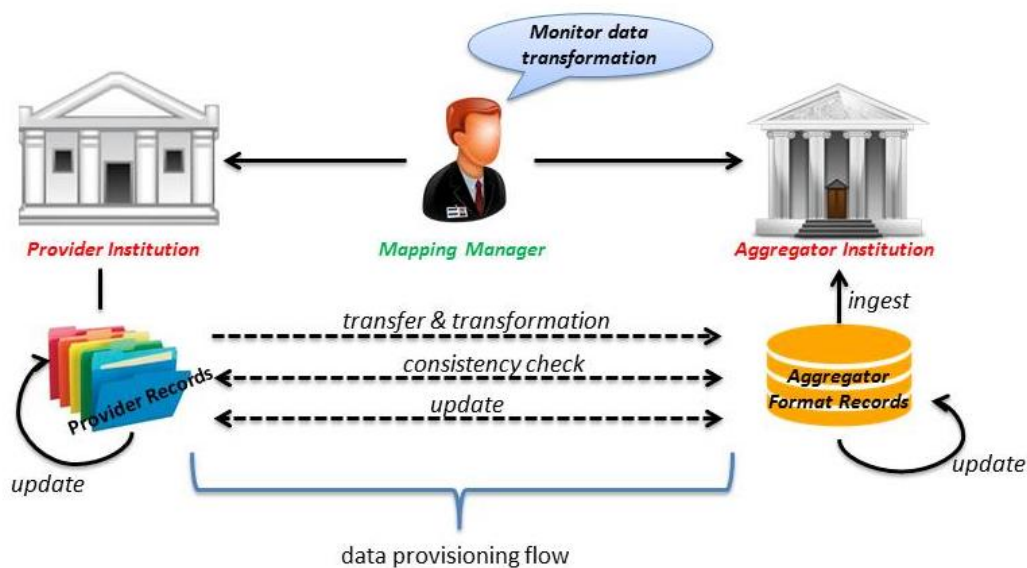 Monitor data
transformation
Provider Institution
Mapping Manager
Aggregator Institution
ingest
transfer & transformation
consistency check
update
Provider Records
Aggregator
Format Records
update
update
data provisioning flow